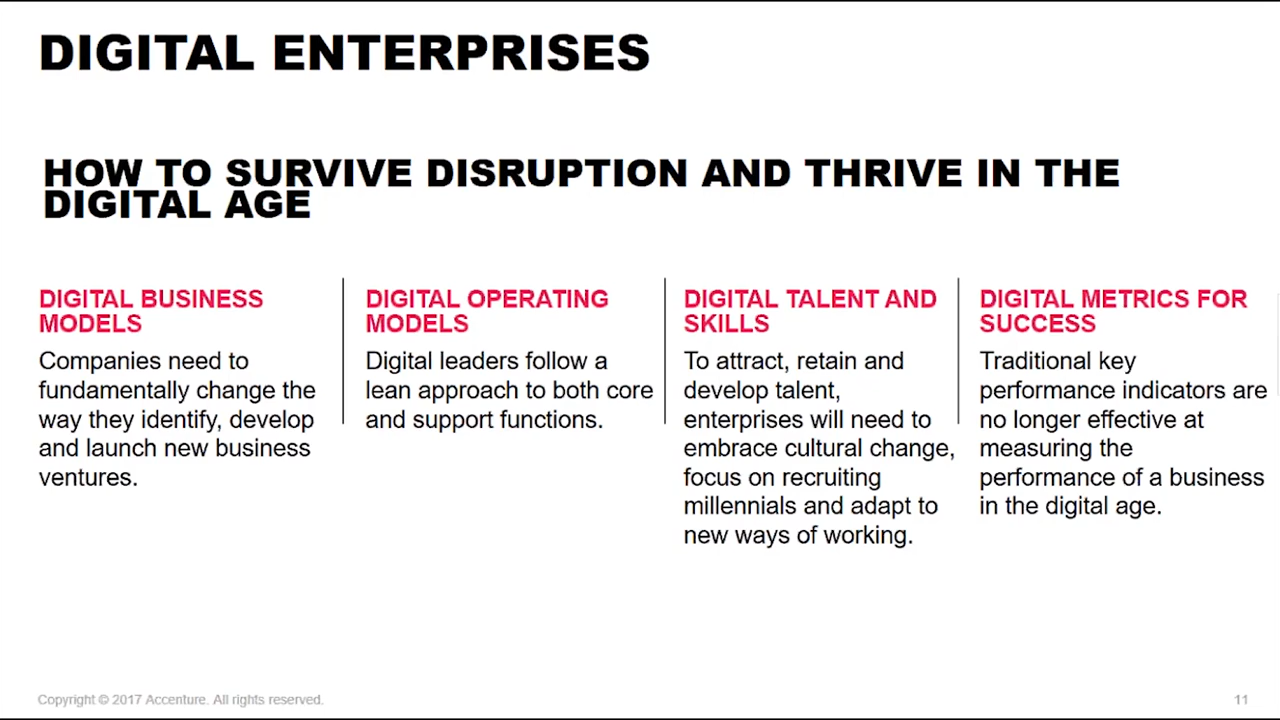 DIGITAL ENTERPRISES
HOW TO SURVIVE DISRUPTION AND THRIVE IN THE
DIGITAL AGE
DIGITAL BUSINESS
MODELS
Companies need to
fundamentally change the
way they identify, develop
and launch new business
ventures.
DIGITAL OPERATING
MODELS
Digital leaders follow a
lean approach to both core
and support functions.
DIGITAL TALENT AND
SKILLS
To attract, retain and
develop talent,
enterprises will need to
embrace cultural change,
focus on recruiting
millennials and adapt to
new ways of working.
DIGITAL METRICS FOR
SUCCESS
Traditional key
performance indicators are
no longer effective at
measuring the
performance of a business
in the digital age.
Copyright © 2017 Accenture. All rights reserved.
11